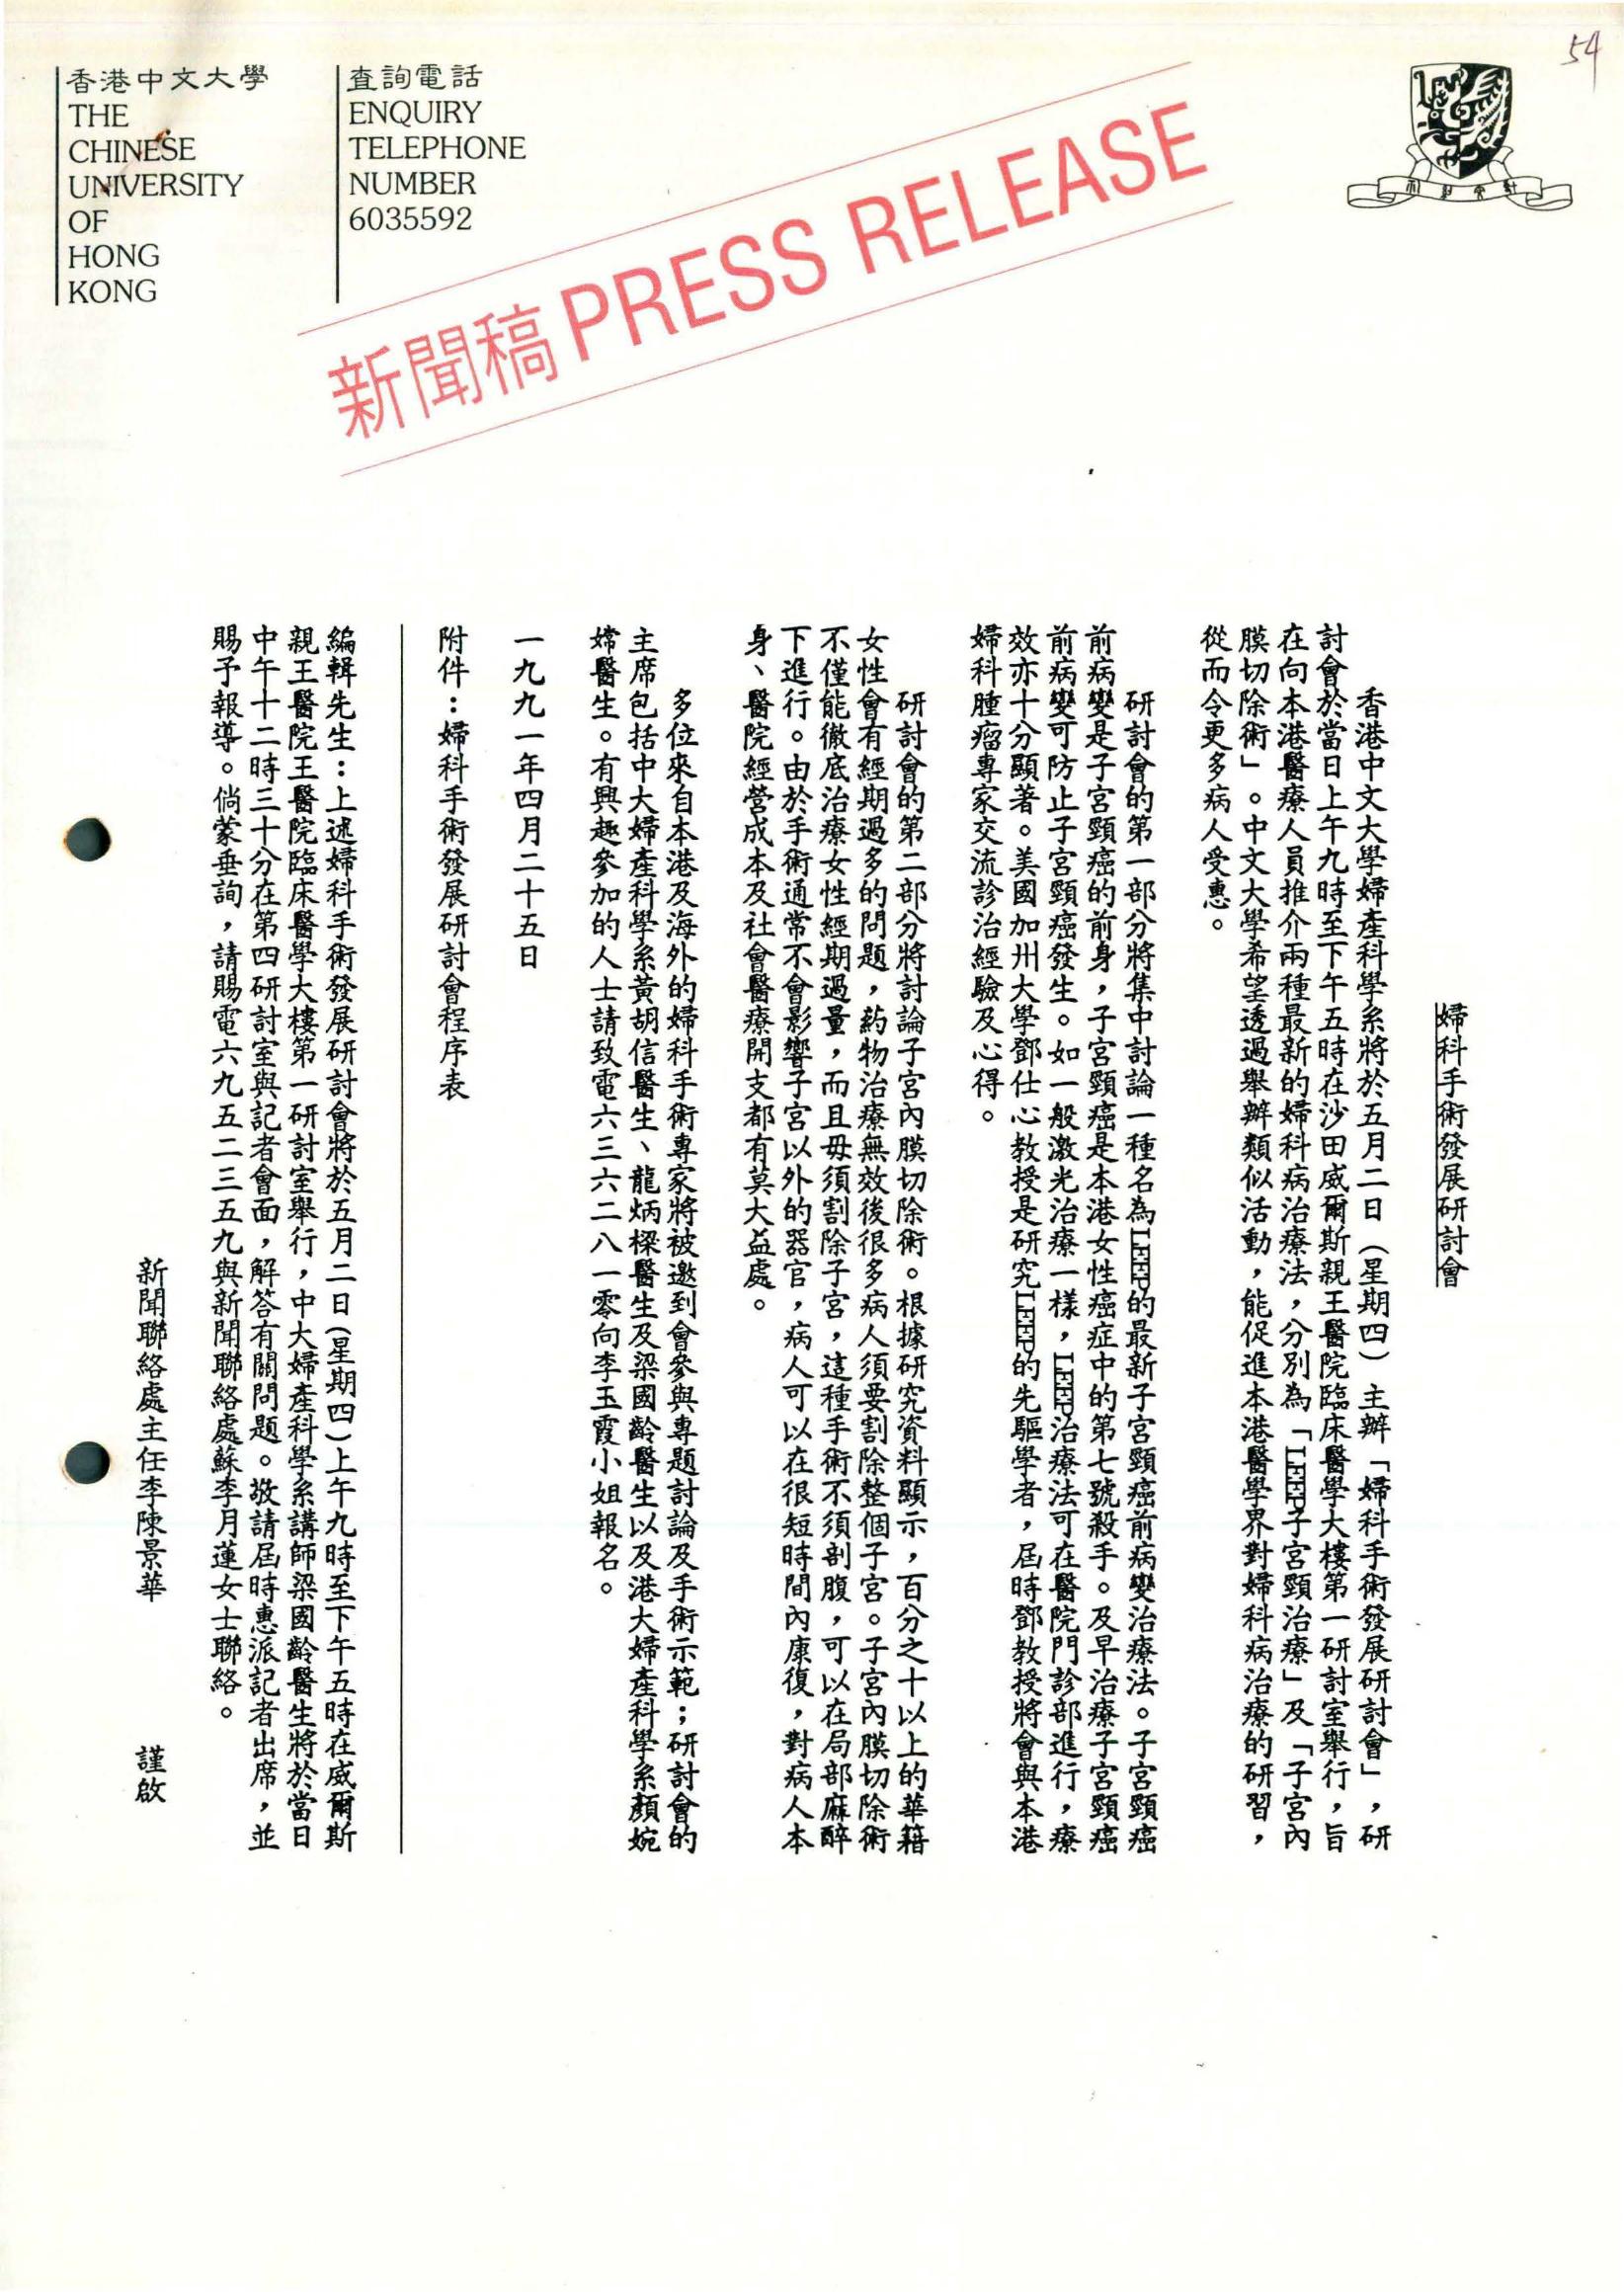 54
香港中文大學
THE
CHINESE
UNIVERSITY
OF
HONG
KONG
查詢電話
ENQUIRY
TELEPHONE
NUMBER
6035592
新聞稿 PRESS RELEASE
婦科手術發展研討會
香港中文大學婦產科學系將於五月二日（星期四）主辦「婦科手術發展研討會」，研
討會於當日上午九時至下午五時在沙田威爾斯親王醫院臨床醫學大樓第一研討室舉行，旨
在向本港醫療人員推介兩種最新的婦科病治療法，分別為「LEEP子宮頸治療」及「子宮內
膜切除術」。中文大學希望透過舉辦類似活動，能促進本港醫學界對婦科病治療的研習，
從而令更多病人受惠。
研討會的第一部分將集中討論一種名為LEEP的最新子宮頸癌前病變治療法。子宮頸癌
前病變是子宮頸癌的前身，子宮頸癌是本港女性癌症中的第七號殺手。及早治療子宮頸癌
前病變可防止子宮頸癌發生。如一般激光治療一樣，LEEP治療法可在醫院門診部進行，療
效亦十分顯著。美國加州大學鄧仕心教授是研究LEEP的先驅學者，屆時鄧教授將會與本港
婦科腫瘤專家交流診治經驗及心得。
研討會的第二部分將討論子宮內膜切除術。根據研究資料顯示，百分之十以上的華籍
女性會有經期過多的問題，藥物治療無效後很多病人須要割除整個子宮。子宮內膜切除術
不僅能徹底治療女性經期過量，而且毋須割除子宮，這種手術不須剖腹，可以在局部麻醉
下進行。由於手術通常不會影響子宮以外的器官，病人可以在很短時間內康復，對病人本
身、醫院經營成本及社會醫療開支都有莫大益處。
多位來自本港及海外的婦科手術專家將被邀到會參與專題討論及手術示範；研討會的
主席包括中大婦產科學系黃胡信醫生、龍炳樑醫生及梁國齡醫生以及港大婦產科學系顏婉
嫦醫生。有興趣參加的人士請致電六三六二八一零向李玉霞小姐報名。
一九九一年四月二十五日
附件：婦科手術發展研討會程序表
編輯先生：上述婦科手術發展研討會將於五月二日（星期四）上午九時至下午五時在威爾斯
親王醫院王醫院臨床醫學大樓第一研討室舉行，中大婦產科學系講師梁國齡醫生將於當日
中午十二時三十分在第四研討室與記者會面，解答有關問題。敬請屆時惠派記者出席，並
賜予報導。倘蒙垂詢，請賜電六九五二三五九與新聞聯絡處蘇李月蓮女士聯絡。
新聞聯絡處主任李陳景華 謹啟